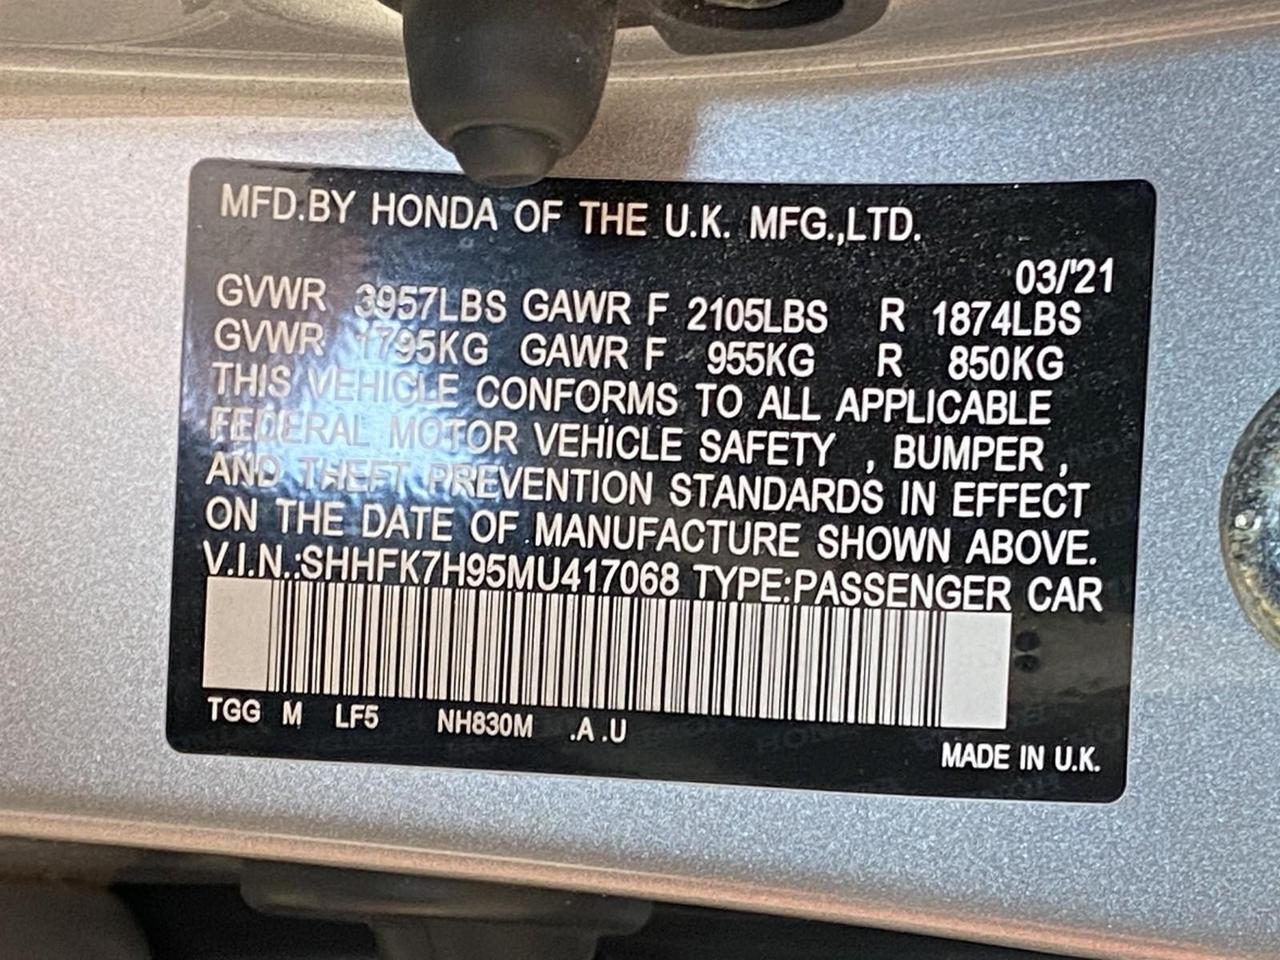 MFD.BY HONDA OF THE U.K. MFG.,LTD.
03/'21
GVWR 3957LBS GAWR F 2105LBS R 1874LBS
GVWR 1795KG GAWR F 955KG R 850KG
THIS VEHICLE CONFORMS TO ALL APPLICABLE
FEDERAL MOTOR VEHICLE SAFETY , BUMPER ,
AND THEFT PREVENTION STANDARDS IN EFFECT
ON THE DATE OF MANUFACTURE SHOWN ABOVE.
V.I.N.:SHHFK7H95MU417068 TYPE:PASSENGER CAR
TGG M LF5 NH830M .A .U
MADE IN U.K.